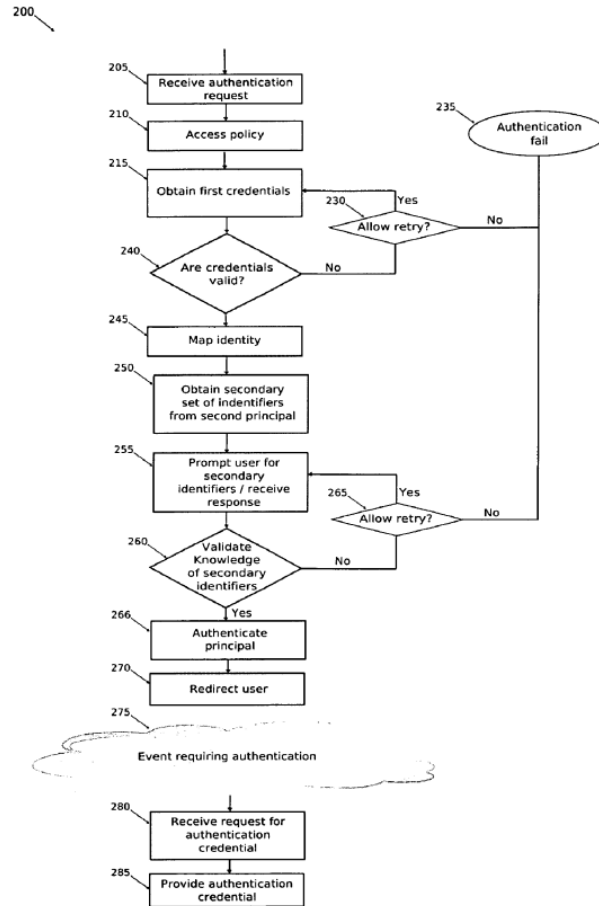 200
205
Receive authentication
request
210
Access policy
235
Authentication
fail
215
Obtain first credentials
Yes
230
Allow retry?
No
240
Are credentials
valid?
No
245
Map identity
250
Obtain secondary
set of indentifiers
from second principal
255
Prompt user for
secondary
identifiers / receive
response
Yes
265
Allow retry?
No
260
Validate
Knowledge
of secondary
identifiers
No
Yes
266
Authenticate
principal
270
Redirect user
275
Event requiring authentication
280
Receive request for
authentication
credential
285
Provide authentication
credential